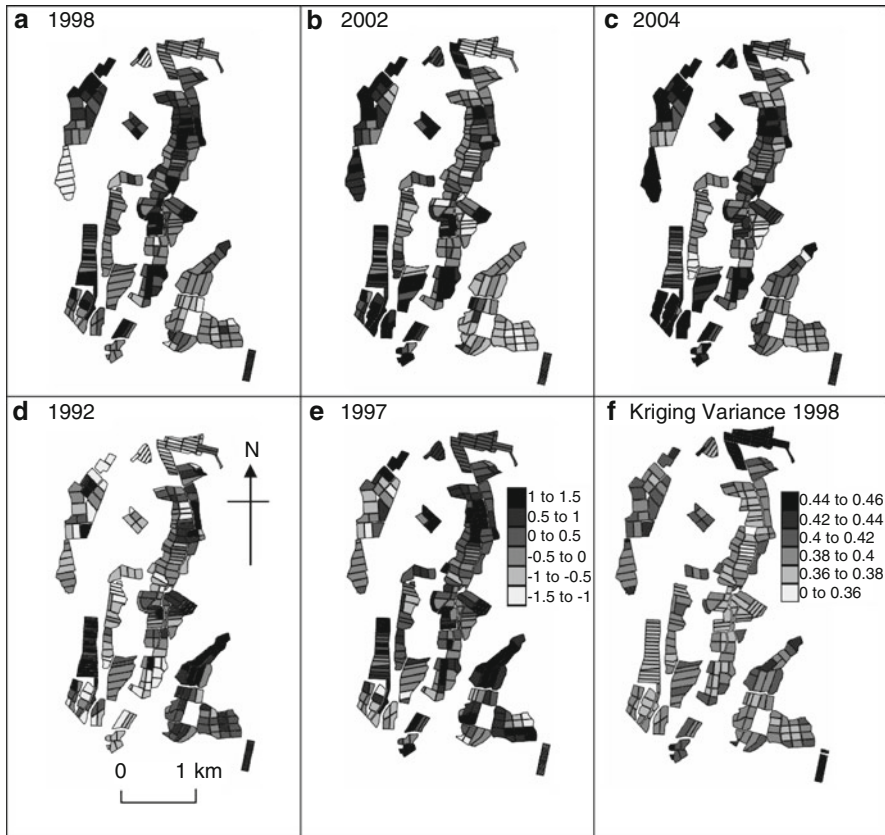 a 1998
b 2002
c 2004
d 1992
N
0 1 km
e 1997
1 to 1.5
0.5 to 1
0 to 0.5
-0.5 to 0
-1 to -0.5
-1.5 to -1
f Kriging Variance 1998
0.44 to 0.46
0.42 to 0.44
0.4 to 0.42
0.38 to 0.4
0.36 to 0.38
0 to 0.36